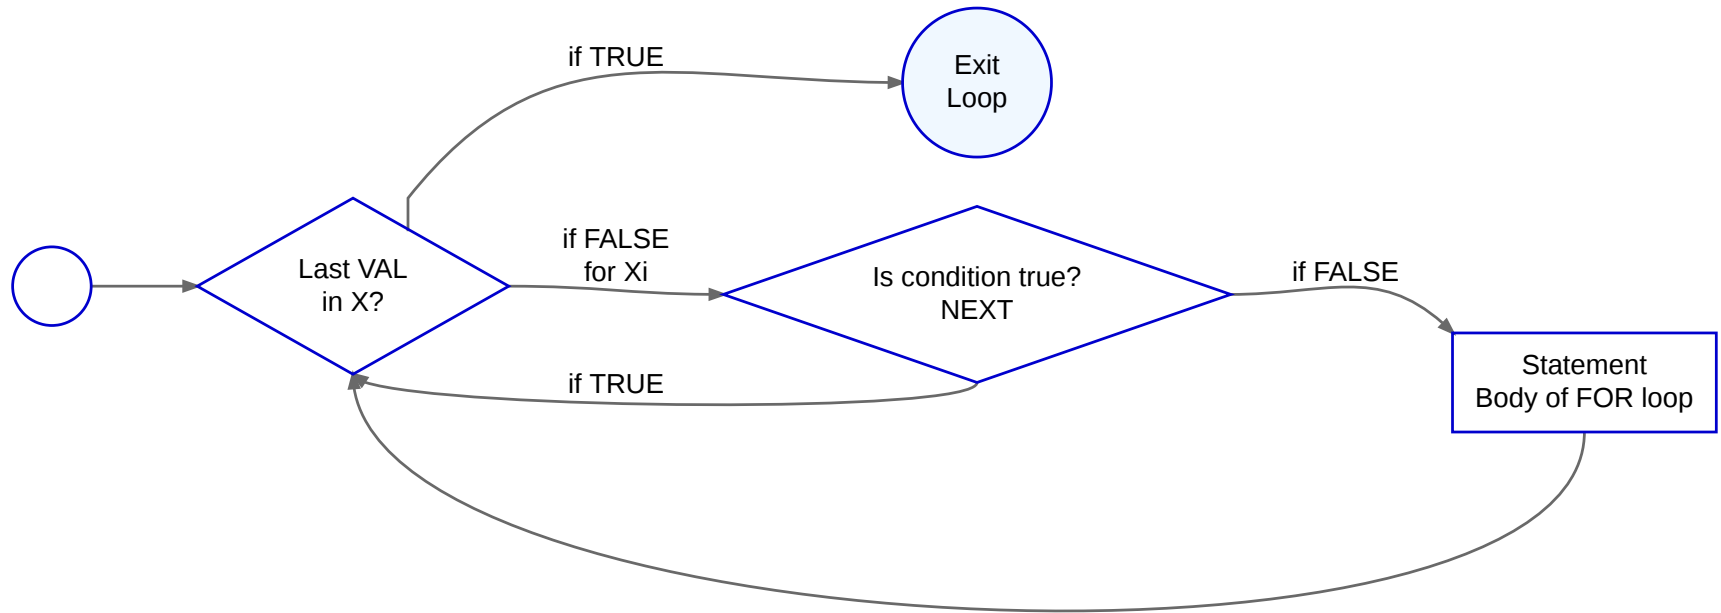 if TRUE
Exit
Loop
Last VAL
in X?
if FALSE
for Xi
Is condition true?
NEXT
if FALSE
if TRUE
Statement
Body of FOR loop